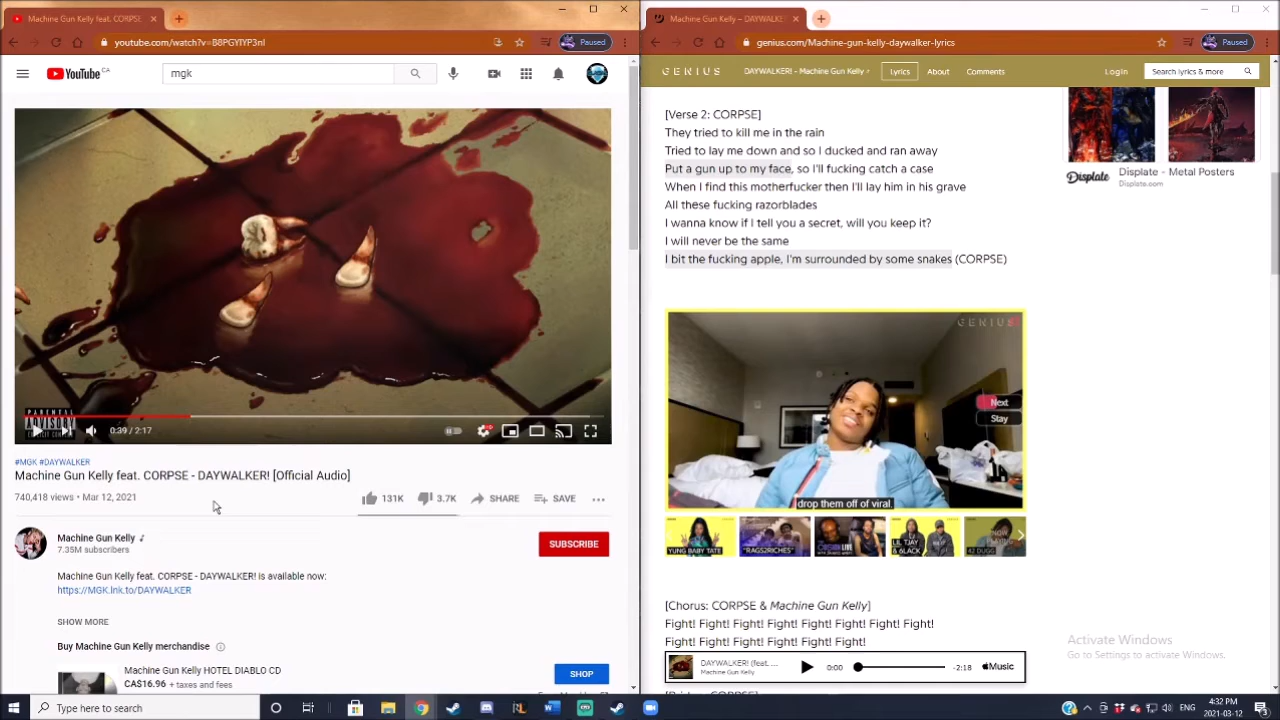 Machine Gun Kelly feat. CORPSE
youtube.com/watch?v=B8PGYIYP3nI
Paused
YouTube CA
mgk
PARENTAL
ADVISORY
EXPLICIT
0:39 / 2:17
#MGK #DAYWALKER
Machine Gun Kelly feat. CORPSE - DAYWALKER! [Official Audio]
740,418 views • Mar 12, 2021
131K
3.7K
SHARE
SAVE
Machine Gun Kelly
7.35M subscribers
SUBSCRIBE
Machine Gun Kelly feat. CORPSE - DAYWALKER! is available now:
https://MGK.lnk.to/DAYWALKER
SHOW MORE
Buy Machine Gun Kelly merchandise
Machine Gun Kelly HOTEL DIABLO CD
CA$16.96 + taxes and fees
SHOP
Machine Gun Kelly – DAYWALKER!
genius.com/Machine-gun-kelly-daywalker-lyrics
Paused
GENIUS
DAYWALKER! - Machine Gun Kelly
Lyrics
About
Comments
Login
Search lyrics & more
[Verse 2: CORPSE]
They tried to kill me in the rain
Tried to lay me down and so I ducked and ran away
Put a gun up to my face, so I'll fucking catch a case
When I find this motherfucker then I'll lay him in his grave
All these fucking razorblades
I wanna know if I tell you a secret, will you keep it?
I will never be the same
I bit the fucking apple, I'm surrounded by some snakes (CORPSE)
Displate
Displate - Metal Posters
Displate.com
GENIUS
Next
Stay
drop them off of viral.
YUNG BABY TATE
"RAGS2RICHES"
LIL TJAY
& 6LACK
NOW
42 DUGG
[Chorus: CORPSE & Machine Gun Kelly]
Fight! Fight! Fight! Fight! Fight! Fight! Fight! Fight!
Fight! Fight! Fight! Fight! Fight! Fight!
DAYWALKER! (feat. ...
Machine Gun Kelly
0:00
-2:18
Music
Activate Windows
Go to Settings to activate Windows.
Type here to search
ENG
4:32 PM
2021-03-12